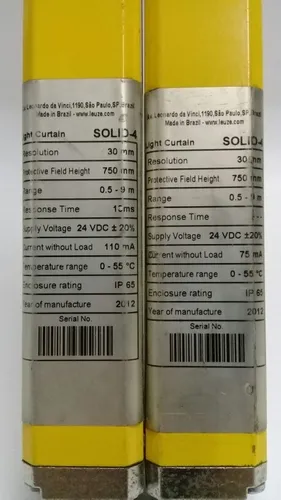 Leonardo da Vinci,1190,São Paulo,SP,Brasil
Made in Brazil - www.leuze.com
ght Curtain SOLID-4
Resolution 30 mm
Protective Field Height 750 mm
Range 0.5 - 9 m
Response Time 10ms
Supply Voltage 24 VDC ±20%
Current without Load 110 mA
Temperature range 0 - 55 °C
Enclosure rating IP 65
Year of manufacture 2012
Serial No.
Leonardo da Vinci,1190,São Paulo,SP,Brasil
Made in Brazil - www.leuze.com
ght Curtain SOLID-4
Resolution 30 mm
Protective Field Height 750 mm
Range 0.5 - 9 m
Response Time ---
Supply Voltage 24 VDC ±20%
Current without Load 75 mA
Temperature range 0 - 55 °C
Enclosure rating IP 65
Year of manufacture 2012
Serial No.